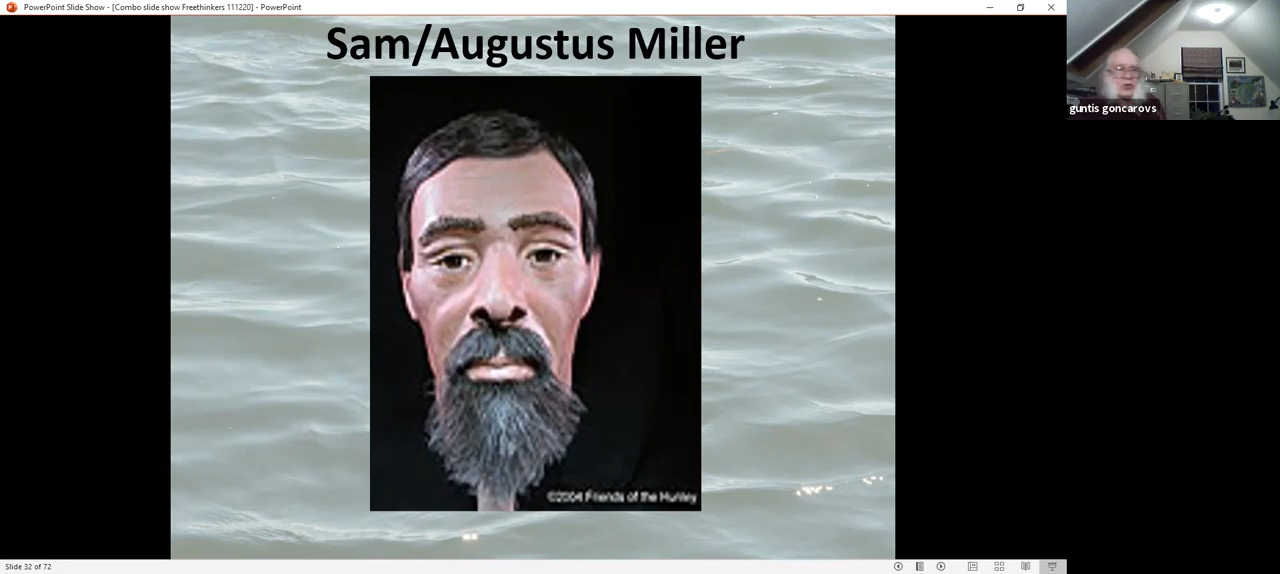 PowerPoint Slide Show - [Combo slide show Freethinkers 111220] - PowerPoint
Sam/Augustus Miller
guntis goncarovs
©2004 Friends of the Hunley
Slide 32 of 72